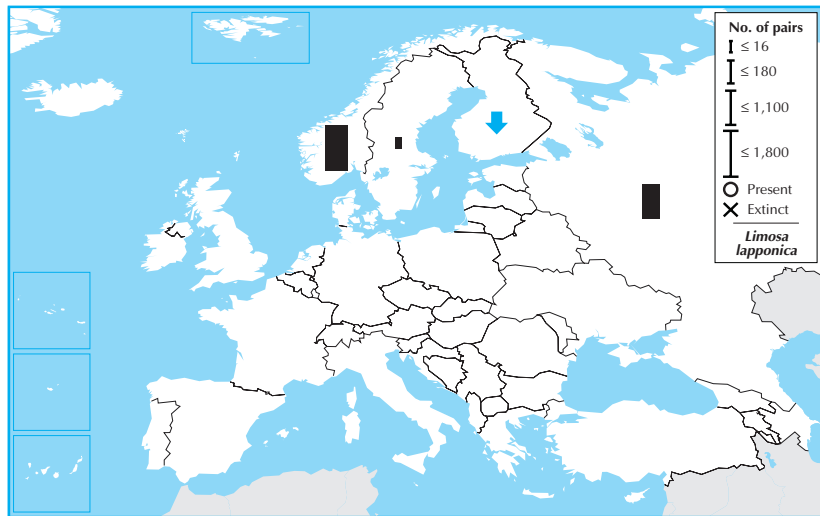 No. of pairs
≤ 16
≤ 180
≤ 1,100
≤ 1,800
Present
Extinct
Limosa
lapponica